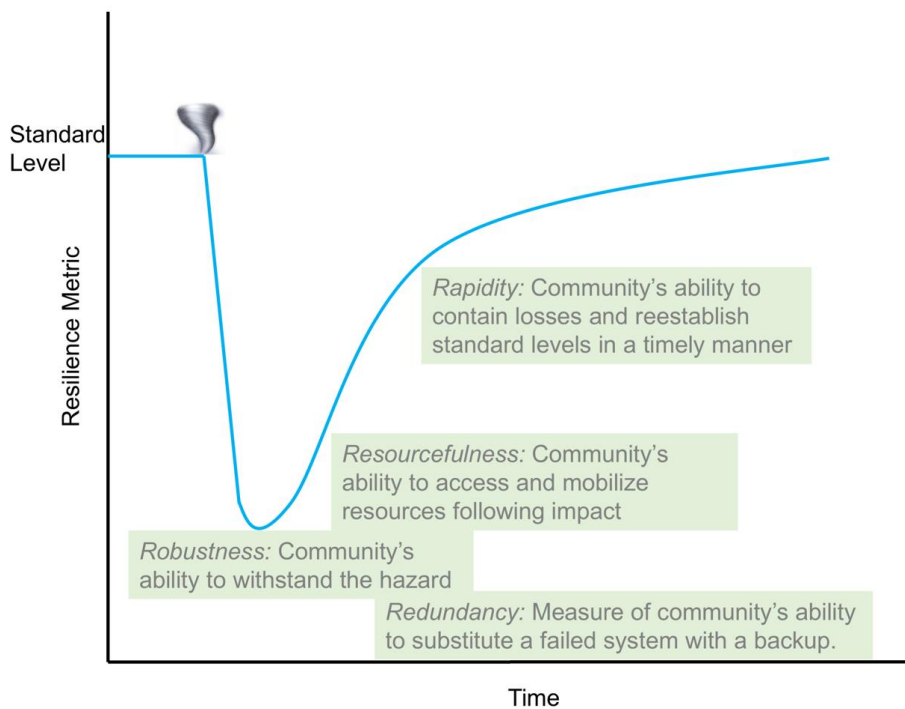 Standard
Level
Resilience Metric
Rapidity: Community’s ability to
contain losses and reestablish
standard levels in a timely manner
Resourcefulness: Community’s
ability to access and mobilize
resources following impact
Robustness: Community’s
ability to withstand the hazard
Redundancy: Measure of community’s ability
to substitute a failed system with a backup.
Time